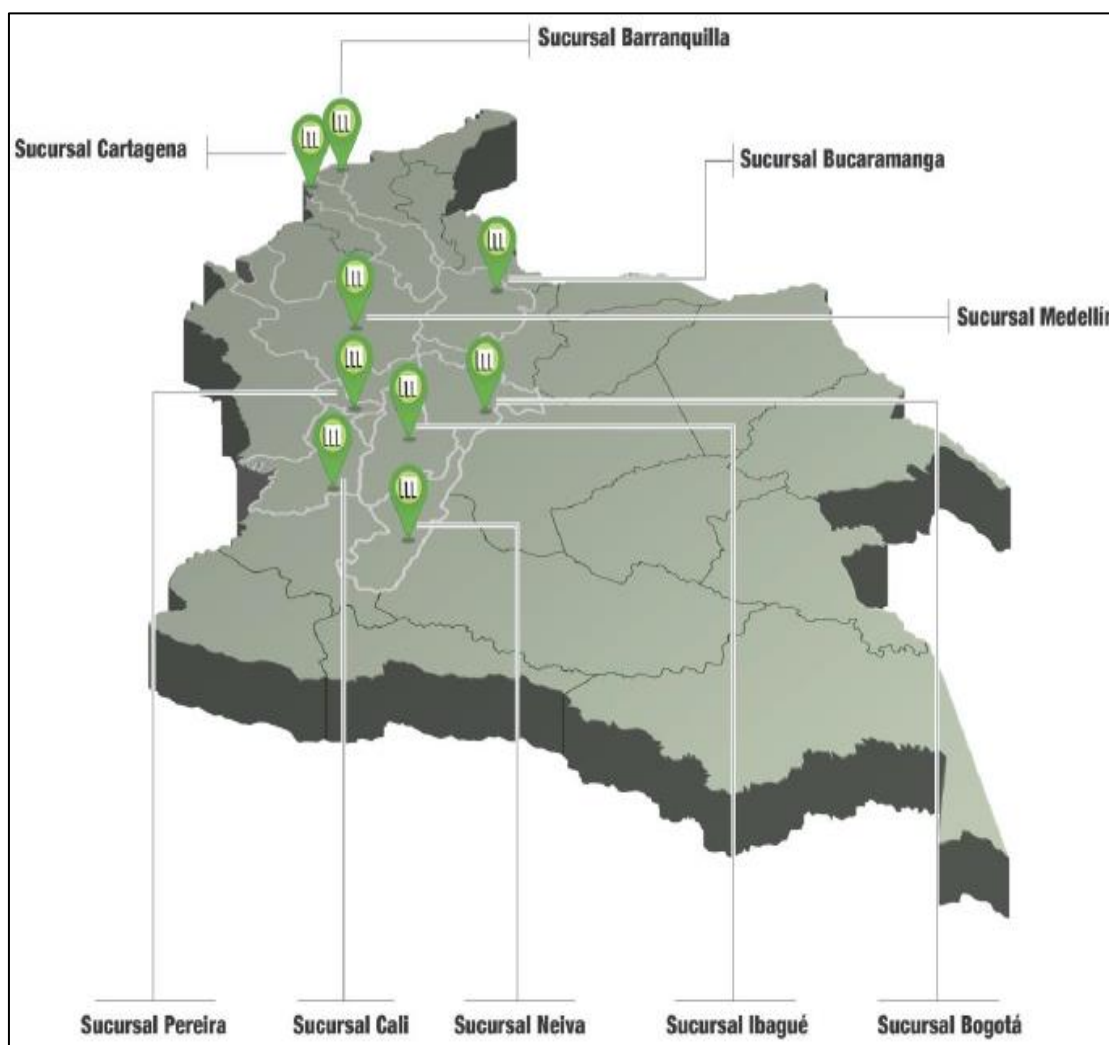 Sucursal Barranquilla
Sucursal Cartagena
Sucursal Bucaramanga
Sucursal Medellín
Sucursal Pereira
Sucursal Cali
Sucursal Neiva
Sucursal Ibagué
Sucursal Bogotá